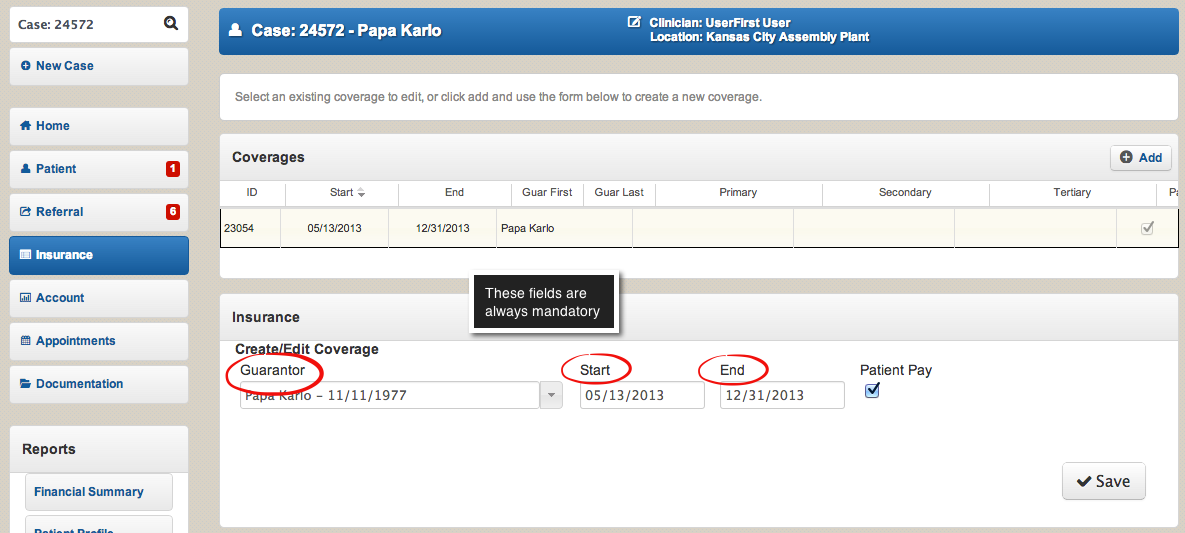 Case: 24572
New Case
Home
Patient 1
Referral 6
Insurance
Account
Appointments
Documentation
Reports
Financial Summary
Patient Profile
Case: 24572 - Papa Karlo
Clinician: UserFirst User
Location: Kansas City Assembly Plant
Select an existing coverage to edit, or click add and use the form below to create a new coverage.
Coverages
Add
ID Start End Guar First Guar Last Primary Secondary Tertiary Pa
23054 05/13/2013 12/31/2013 Papa Karlo
These fields are
always mandatory
Insurance
Create/Edit Coverage
Guarantor Start End Patient Pay
Papa Karlo – 11/11/1977 05/13/2013 12/31/2013
Save